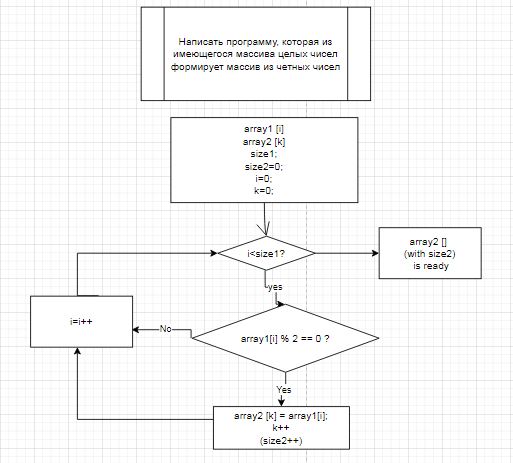 Написать программу, которая из
имеющегося массива целых чисел
формирует массив из четных чисел
array1 [i]
array2 [k]
size1;
size2=0;
i=0;
k=0;
i<size1?
array2 []
(with size2)
is ready
yes
i=i++
No
array1[i] % 2 == 0 ?
Yes
array2 [k] = array1[i];
k++
(size2++)